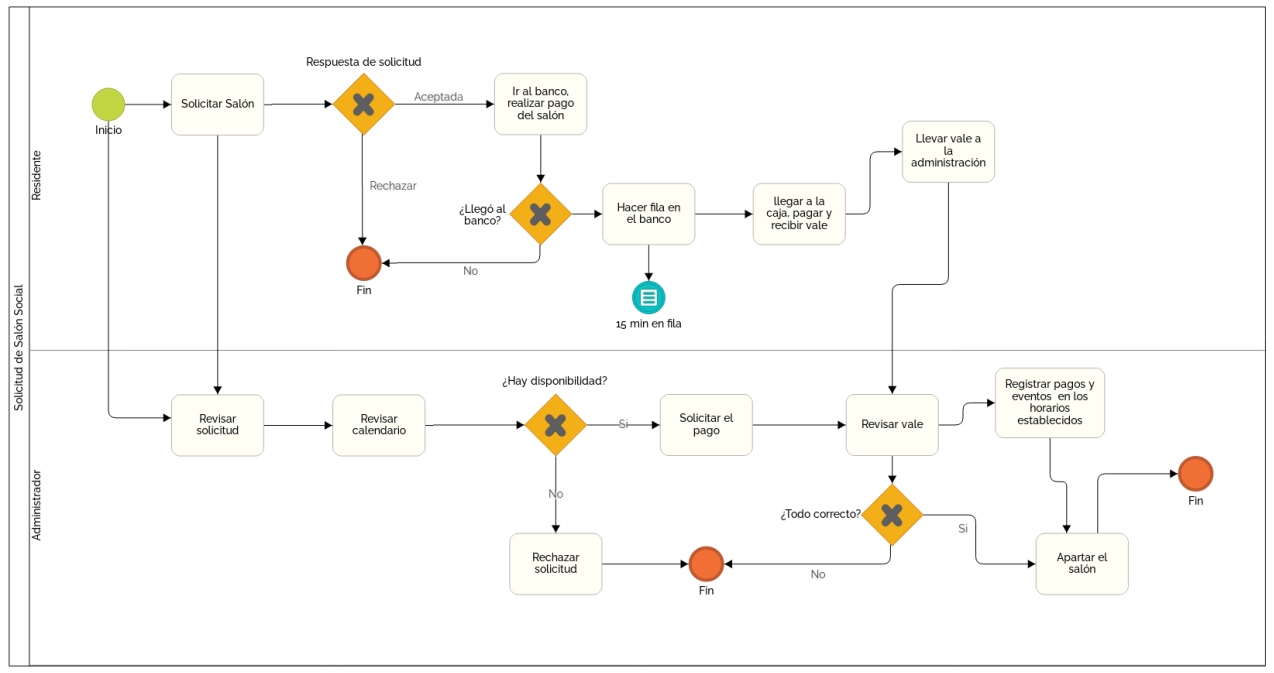 Solicitud de Salón Social
Residente
Inicio
Solicitar Salón
Respuesta de solicitud
Aceptada
Rechazar
Fin
Ir al banco,
realizar pago
del salón
¿Llegó al
banco?
No
Hacer fila en
el banco
15 min en fila
llegar a la
caja, pagar y
recibir vale
Llevar vale a
la
administración
Administrador
Revisar
solicitud
Revisar
calendario
¿Hay disponibilidad?
Si
No
Rechazar
solicitud
Fin
Solicitar el
pago
Revisar vale
¿Todo correcto?
No
Si
Registrar pagos y
eventos en los
horarios
establecidos
Apartar el
salón
Fin